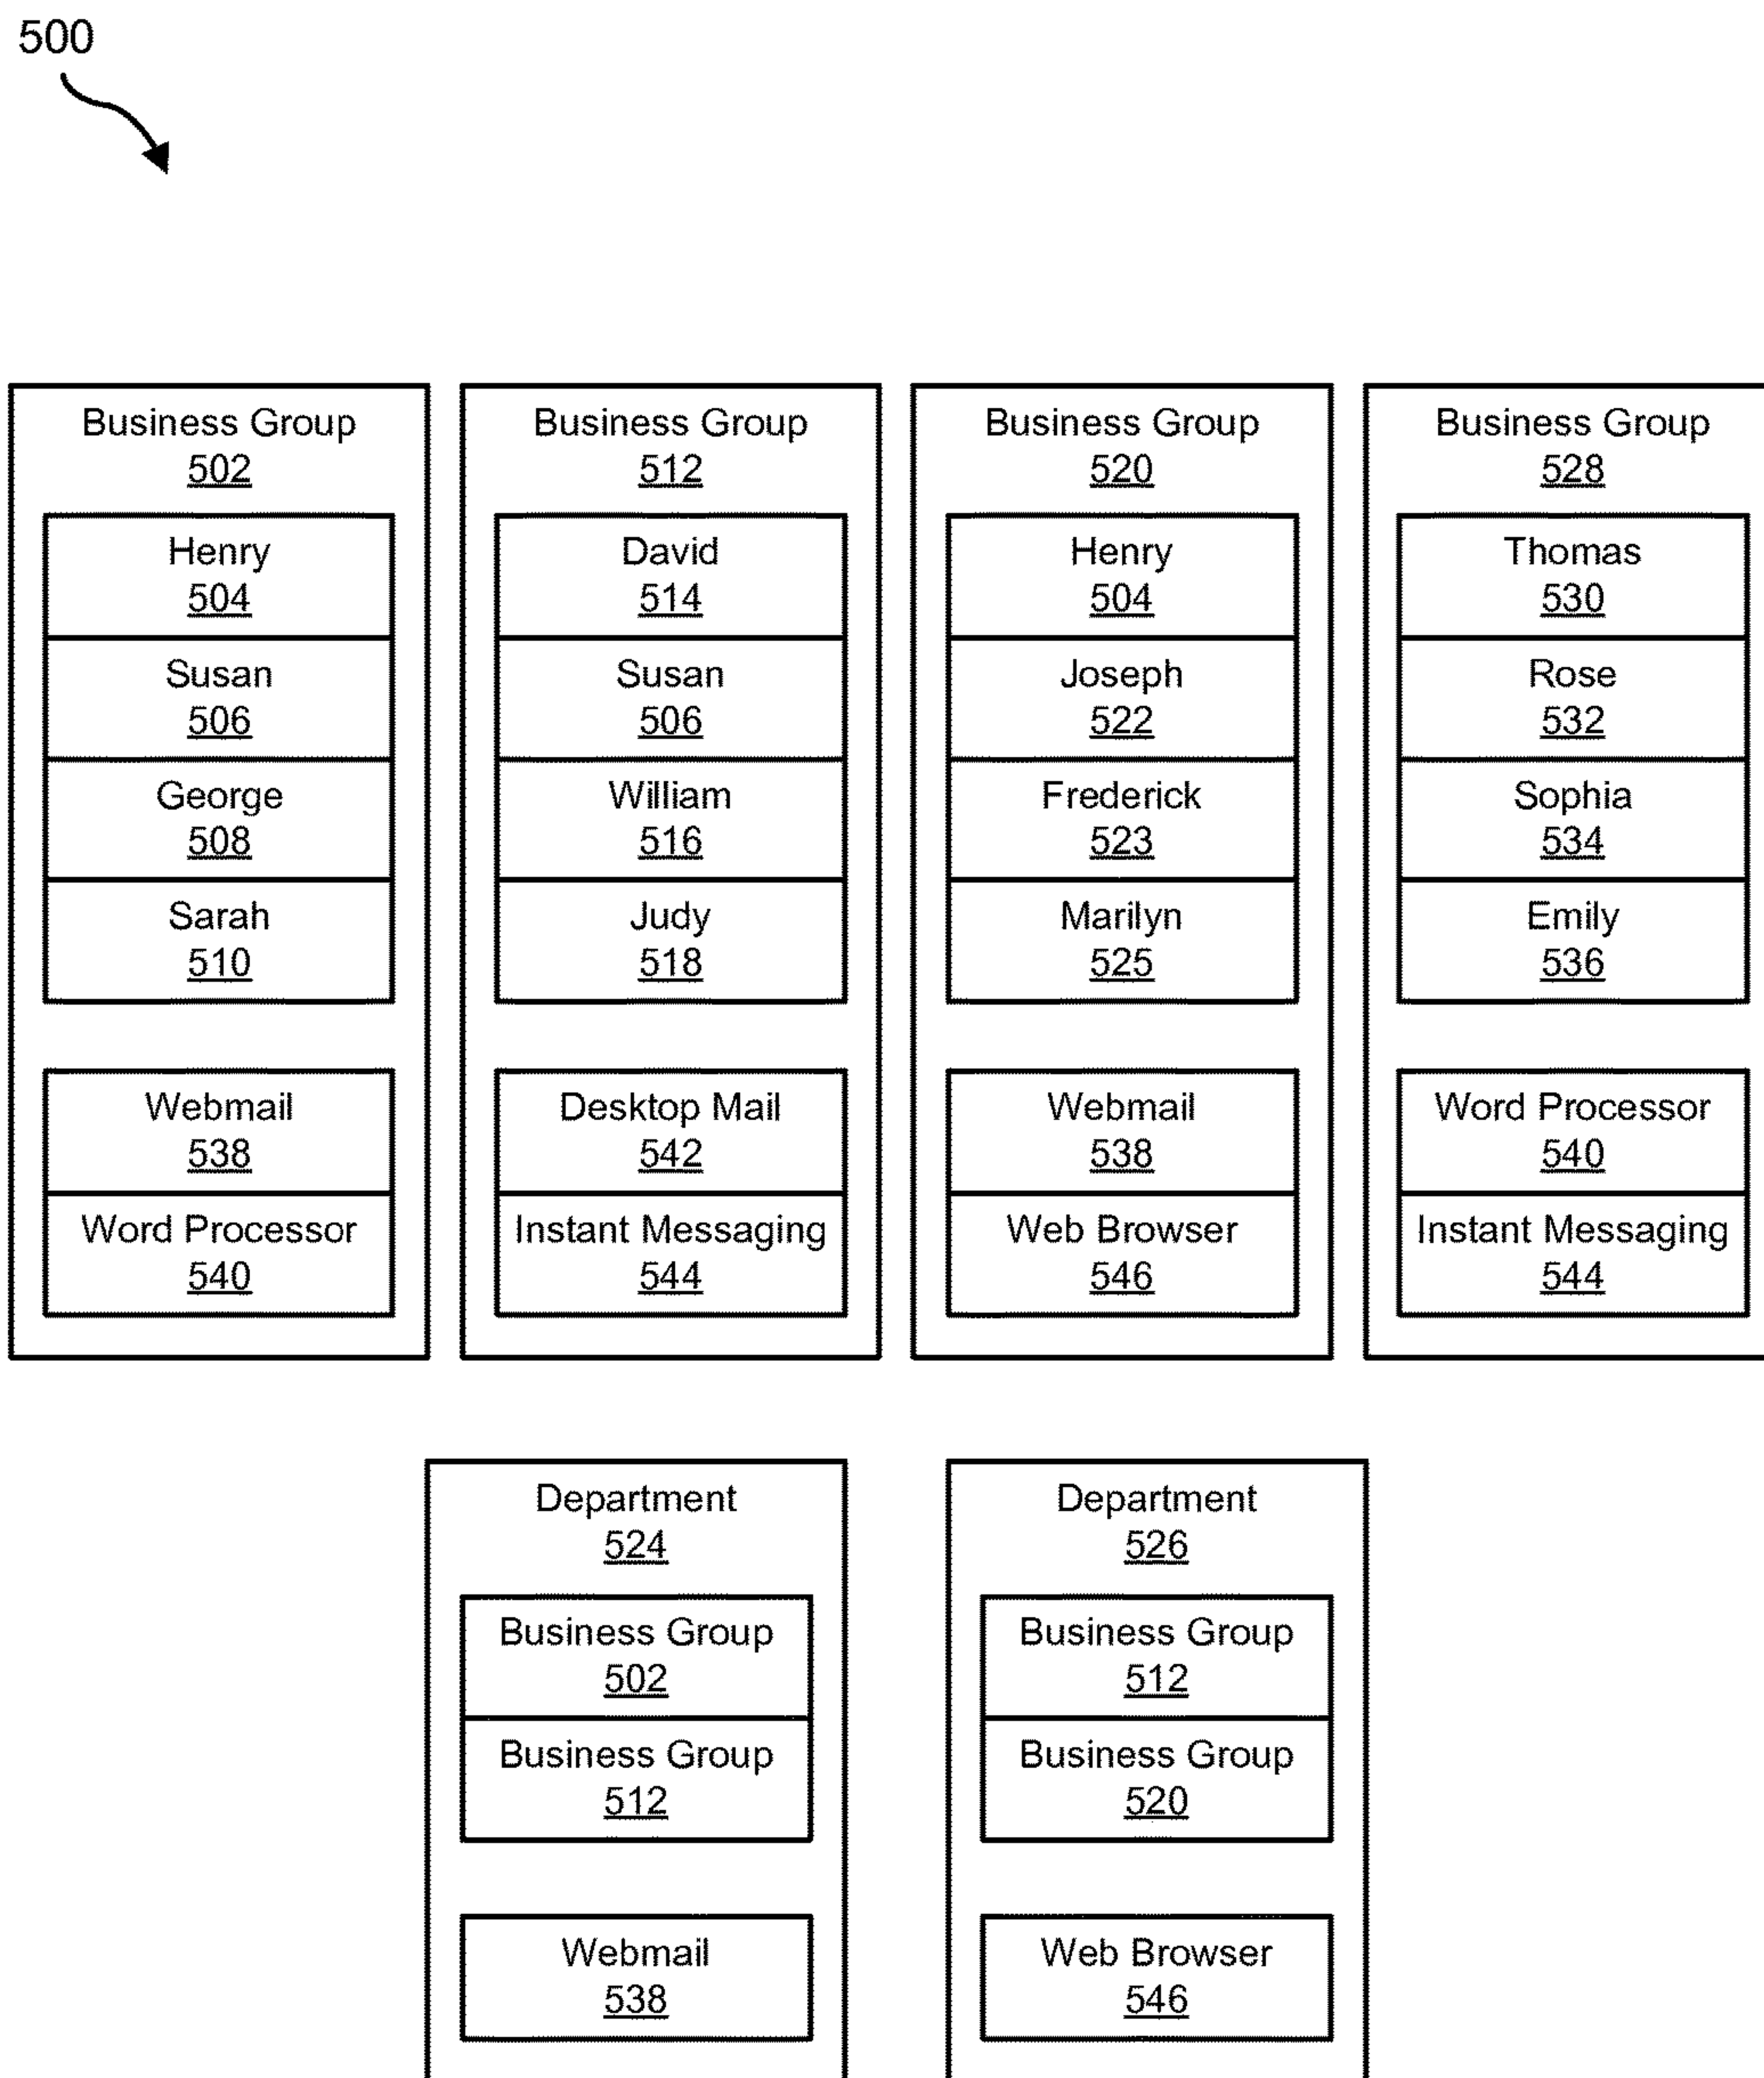 500
Business Group
502
Henry
504
Susan
506
George
508
Sarah
510
Webmail
538
Word Processor
540
Business Group
512
David
514
Susan
506
William
516
Judy
518
Desktop Mail
542
Instant Messaging
544
Business Group
520
Henry
504
Joseph
522
Frederick
523
Marilyn
525
Webmail
538
Web Browser
546
Business Group
528
Thomas
530
Rose
532
Sophia
534
Emily
536
Word Processor
540
Instant Messaging
544
Department
524
Business Group
502
Business Group
512
Webmail
538
Department
526
Business Group
512
Business Group
520
Web Browser
546